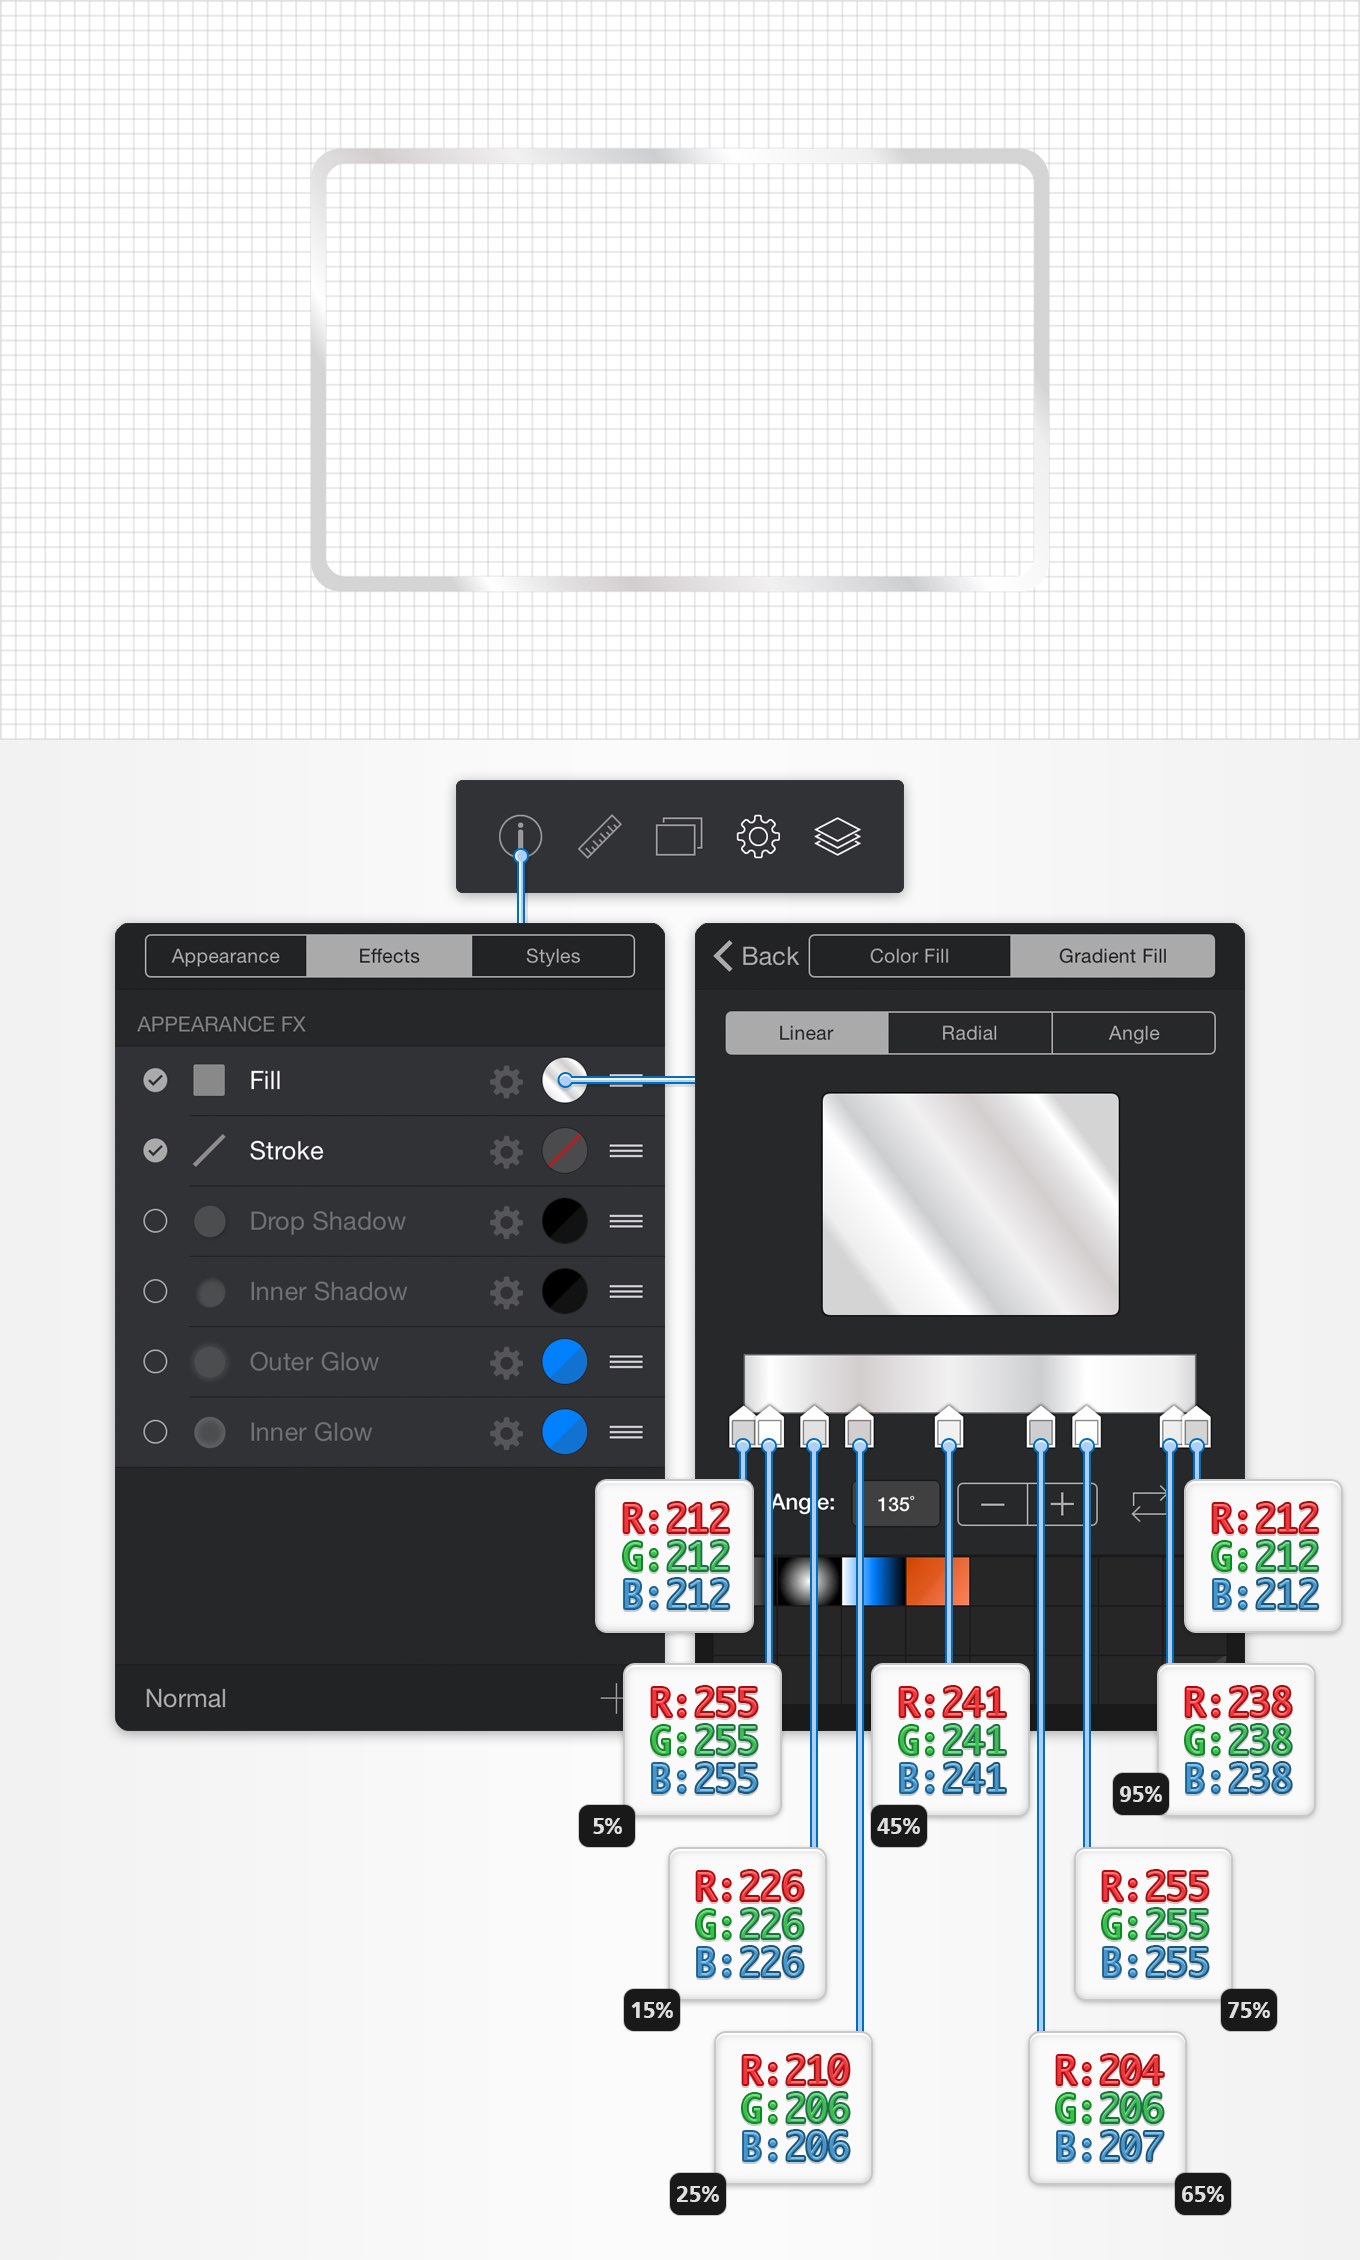 Appearance
Effects
Styles
Back
Color Fill
Gradient Fill
APPEARANCE FX
Linear
Radial
Angle
Fill
Stroke
Drop Shadow
Inner Shadow
Outer Glow
Inner Glow
Angle:
135°
Normal
R:212
G:212
B:212
R:212
G:212
B:212
R:255
G:255
B:255
5%
R:241
G:241
B:241
45%
R:238
G:238
B:238
95%
R:226
G:226
B:226
15%
R:255
G:255
B:255
75%
R:210
G:206
B:206
25%
R:204
G:206
B:207
65%